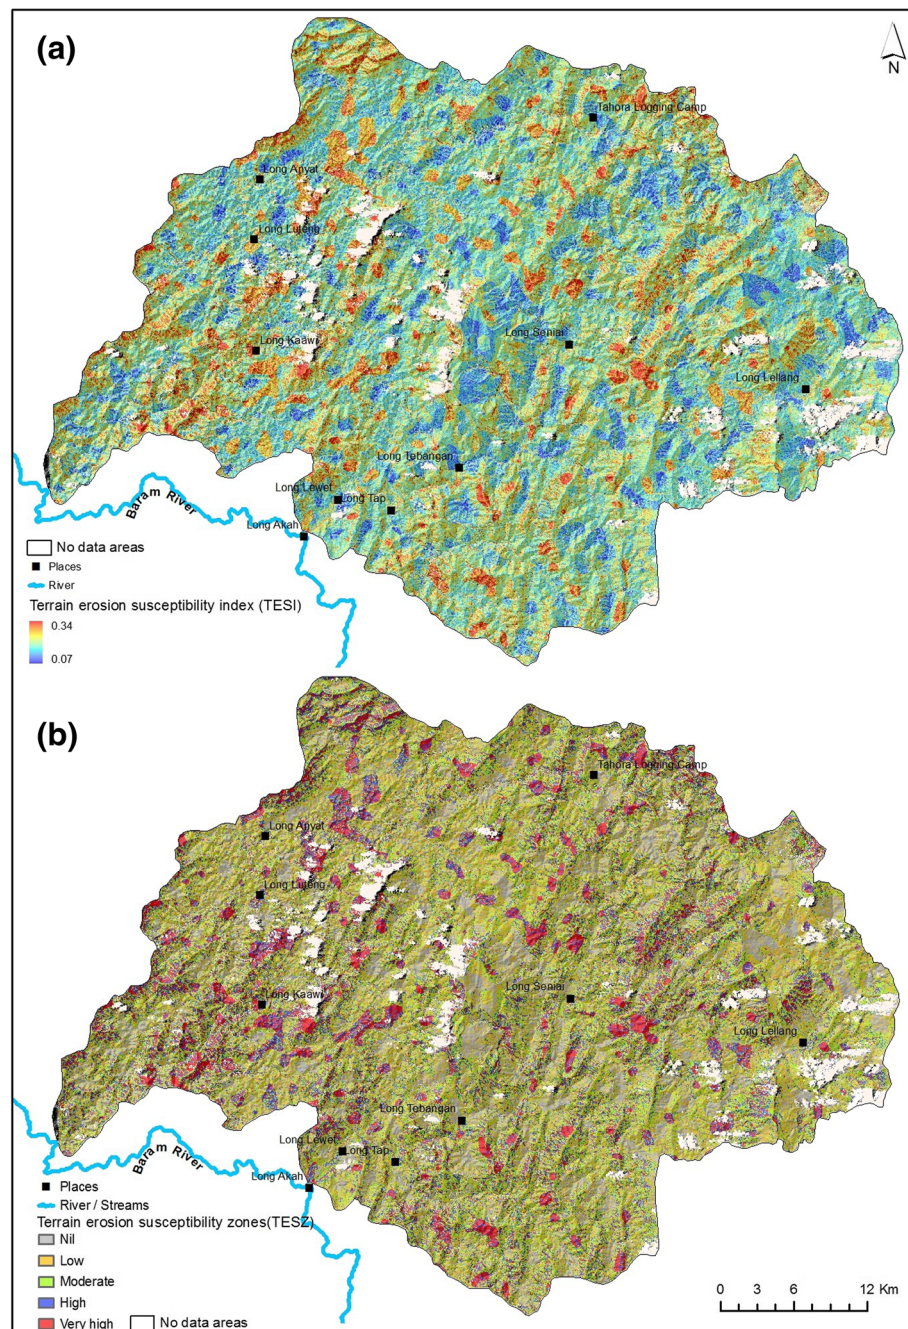 (a)
N
Tahora Logging Camp
Long Anyat
Long Luteng
Long Seniai
Long Kaawi
Long Lellang
Long Tebangan
Long Lewet
Long Tap
Baram River
Long Akah
No data areas
Places
River
Terrain erosion susceptibility index (TESI)
0.34
0.07
(b)
Tahora Logging Camp
Long Anyat
Long Luteng
Long Seniai
Long Kaawi
Long Lellang
Long Tebangan
Long Lewet
Long Tap
Baram River
Long Akah
Places
River / Streams
Terrain erosion susceptibility zones(TESZ)
Nil
Low
Moderate
High
Very high
No data areas
0 3 6 12 Km